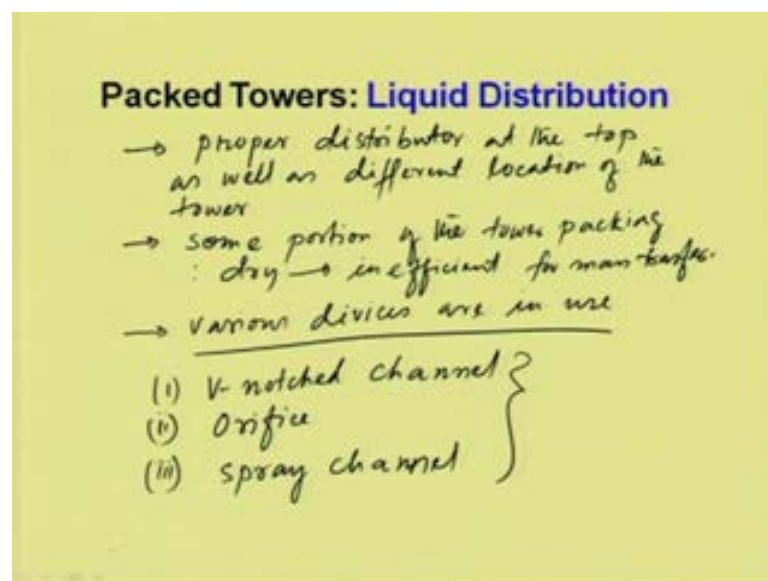 Packed Towers: Liquid Distribution
→ proper distributor at the top
as well as different location of the
tower
→ some portion of the tower packing
: dry → inefficient for mass transfer.
→ various divices are in use
(i) V-notched channel
(ii) Orifice
(iii) spray channel